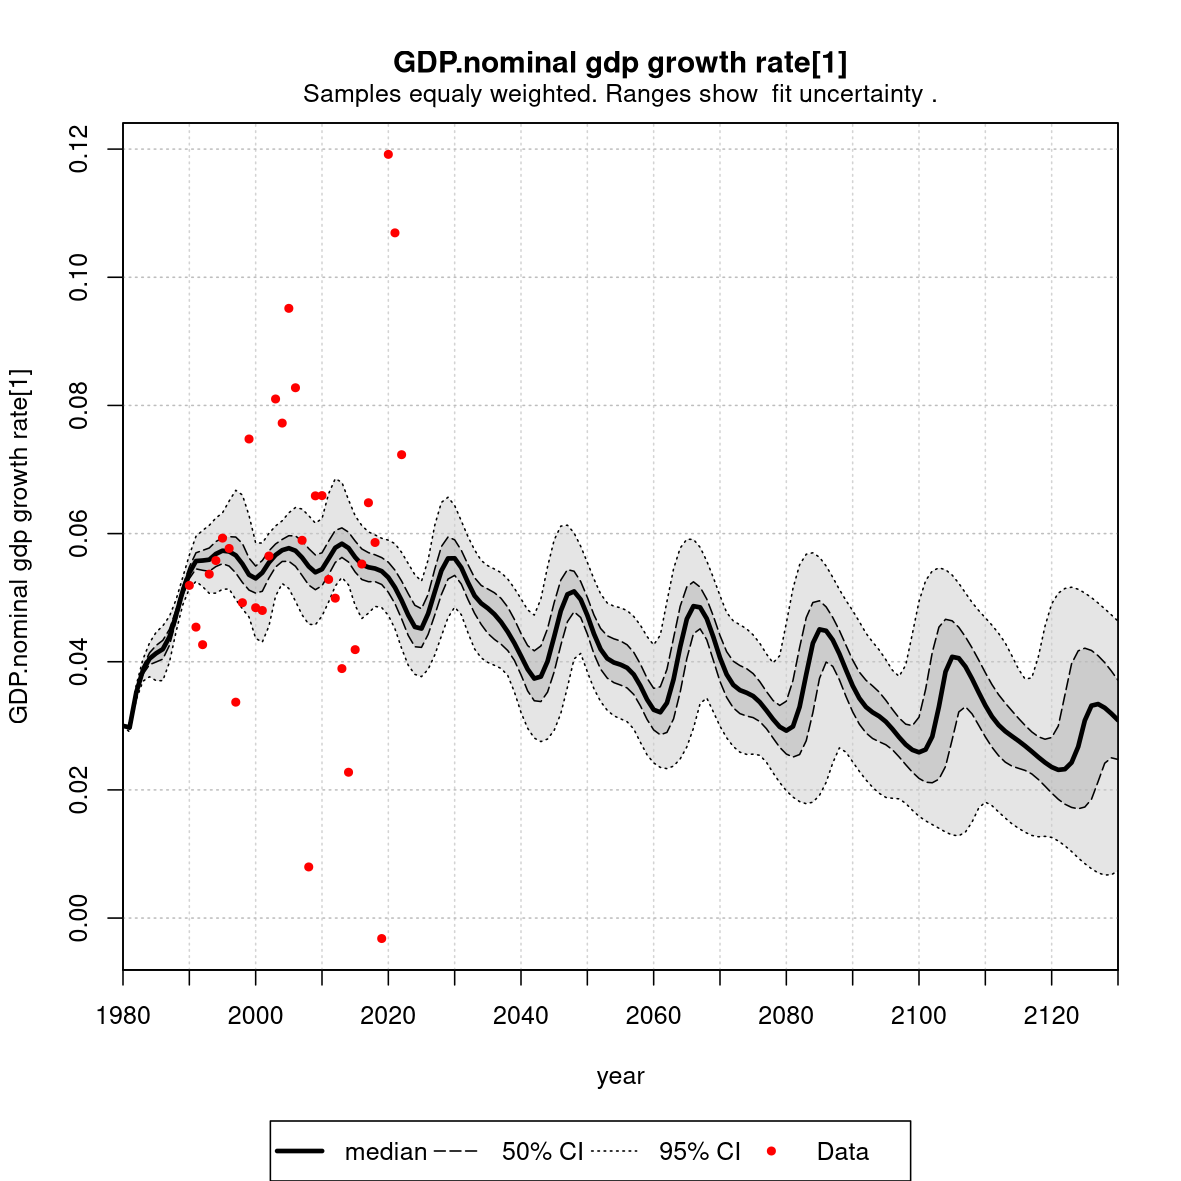 GDP.nominal gdp growth rate[1]
Samples equaly weighted. Ranges show  fit uncertainty .
GDP.nominal gdp growth rate[1]
0.12
0.10
0.08
0.06
0.04
0.02
0.00
1980 2000 2020 2040 2060 2080 2100 2120
year
median 50% CI 95% CI Data